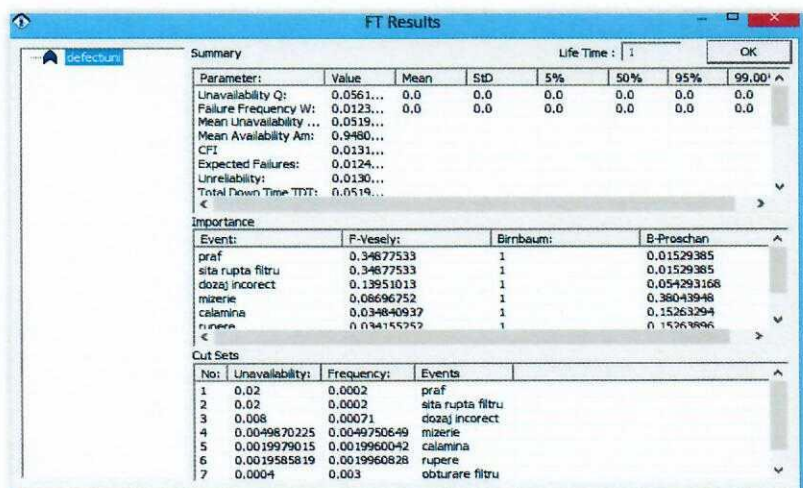 FT Results
defectiuni
Summary
Life Time : 1
OK
Parameter: Value Mean StD 5% 50% 95% 99.00
Unavailability Q: 0.0561... 0.0 0.0 0.0 0.0 0.0 0.0
Failure Frequency W: 0.0123... 0.0 0.0 0.0 0.0 0.0 0.0
Mean Unavailability ... 0.0519...
Mean Availability Am: 0.9480...
CFI 0.0131...
Expected Failures: 0.0124...
Unreliability: 0.0130...
Total Down Time TDT: 0.0519...
Importance
Event: F-Vesely: Birnbaum: B-Proschan
praf 0.34877533 1 0.01529385
sita rupta filtru 0.34877533 1 0.01529385
dozaj incorect 0.13951013 1 0.054293168
mizerie 0.08696752 1 0.38043948
calamina 0.034840937 1 0.15263294
rupere 0.034155252 1 0.15263896
Cut Sets
No: Unavailability: Frequency: Events
1 0.02 0.0002 praf
2 0.02 0.0002 sita rupta filtru
3 0.008 0.00071 dozaj incorect
4 0.0049870225 0.0049750649 mizerie
5 0.0019979015 0.0019960042 calamina
6 0.0019585819 0.0019960828 rupere
7 0.0004 0.003 obturare filtru